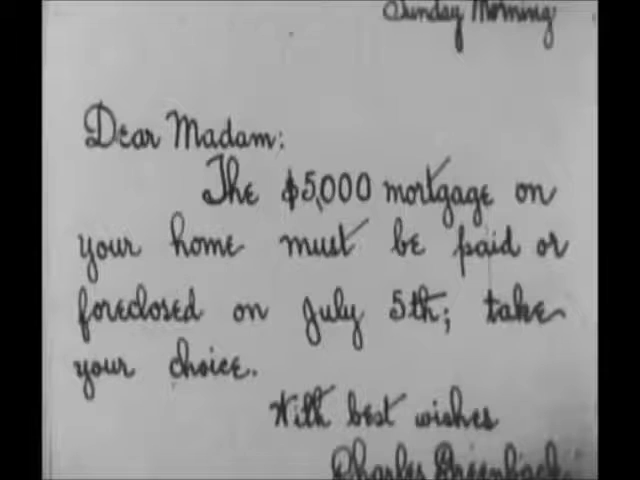 Sunday Morning
Dear Madam:
The $5,000 mortgage on
your home must be paid or
foreclosed on July 5th; take
your choice.
With best wishes
Charles Greenback